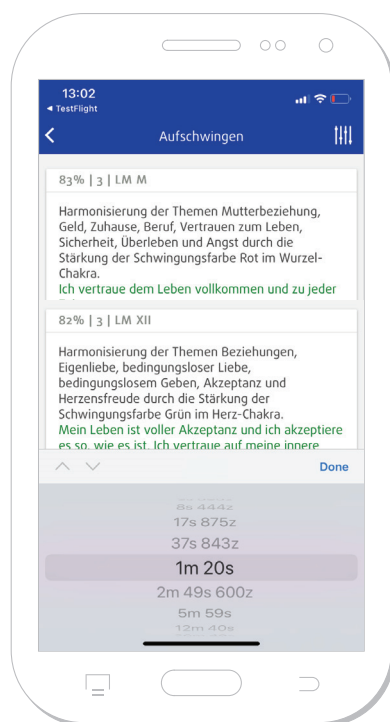 13:02
◀ TestFlight
Aufschwingen
83% | 3 | LM M
Harmonisierung der Themen Mutterbeziehung,
Geld, Zuhause, Beruf, Vertrauen zum Leben,
Sicherheit, Überleben und Angst durch die
Stärkung der Schwingungsfarbe Rot im Wurzel-
Chakra.
Ich vertraue dem Leben vollkommen und zu jeder
82% | 3 | LM XII
Harmonisierung der Themen Beziehungen,
Eigenliebe, bedingungsloser Liebe,
bedingungslosem Geben, Akzeptanz und
Herzensfreude durch die Stärkung der
Schwingungsfarbe Grün im Herz-Chakra.
Mein Leben ist voller Akzeptanz und ich akzeptiere
es so, wie es ist. Ich vertraue auf meine innere
Done
8s 444z
17s 875z
37s 843z
1m 20s
2m 49s 600z
5m 59s
12m 40s